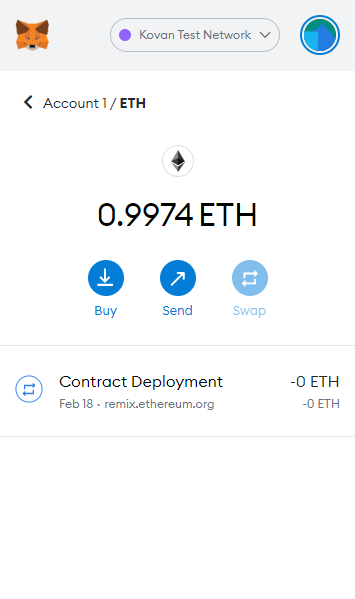 Kovan Test Network
Account 1 / ETH
0.9974 ETH
Buy Send Swap
Contract Deployment -0 ETH
Feb 18 · remix.ethereum.org -0 ETH